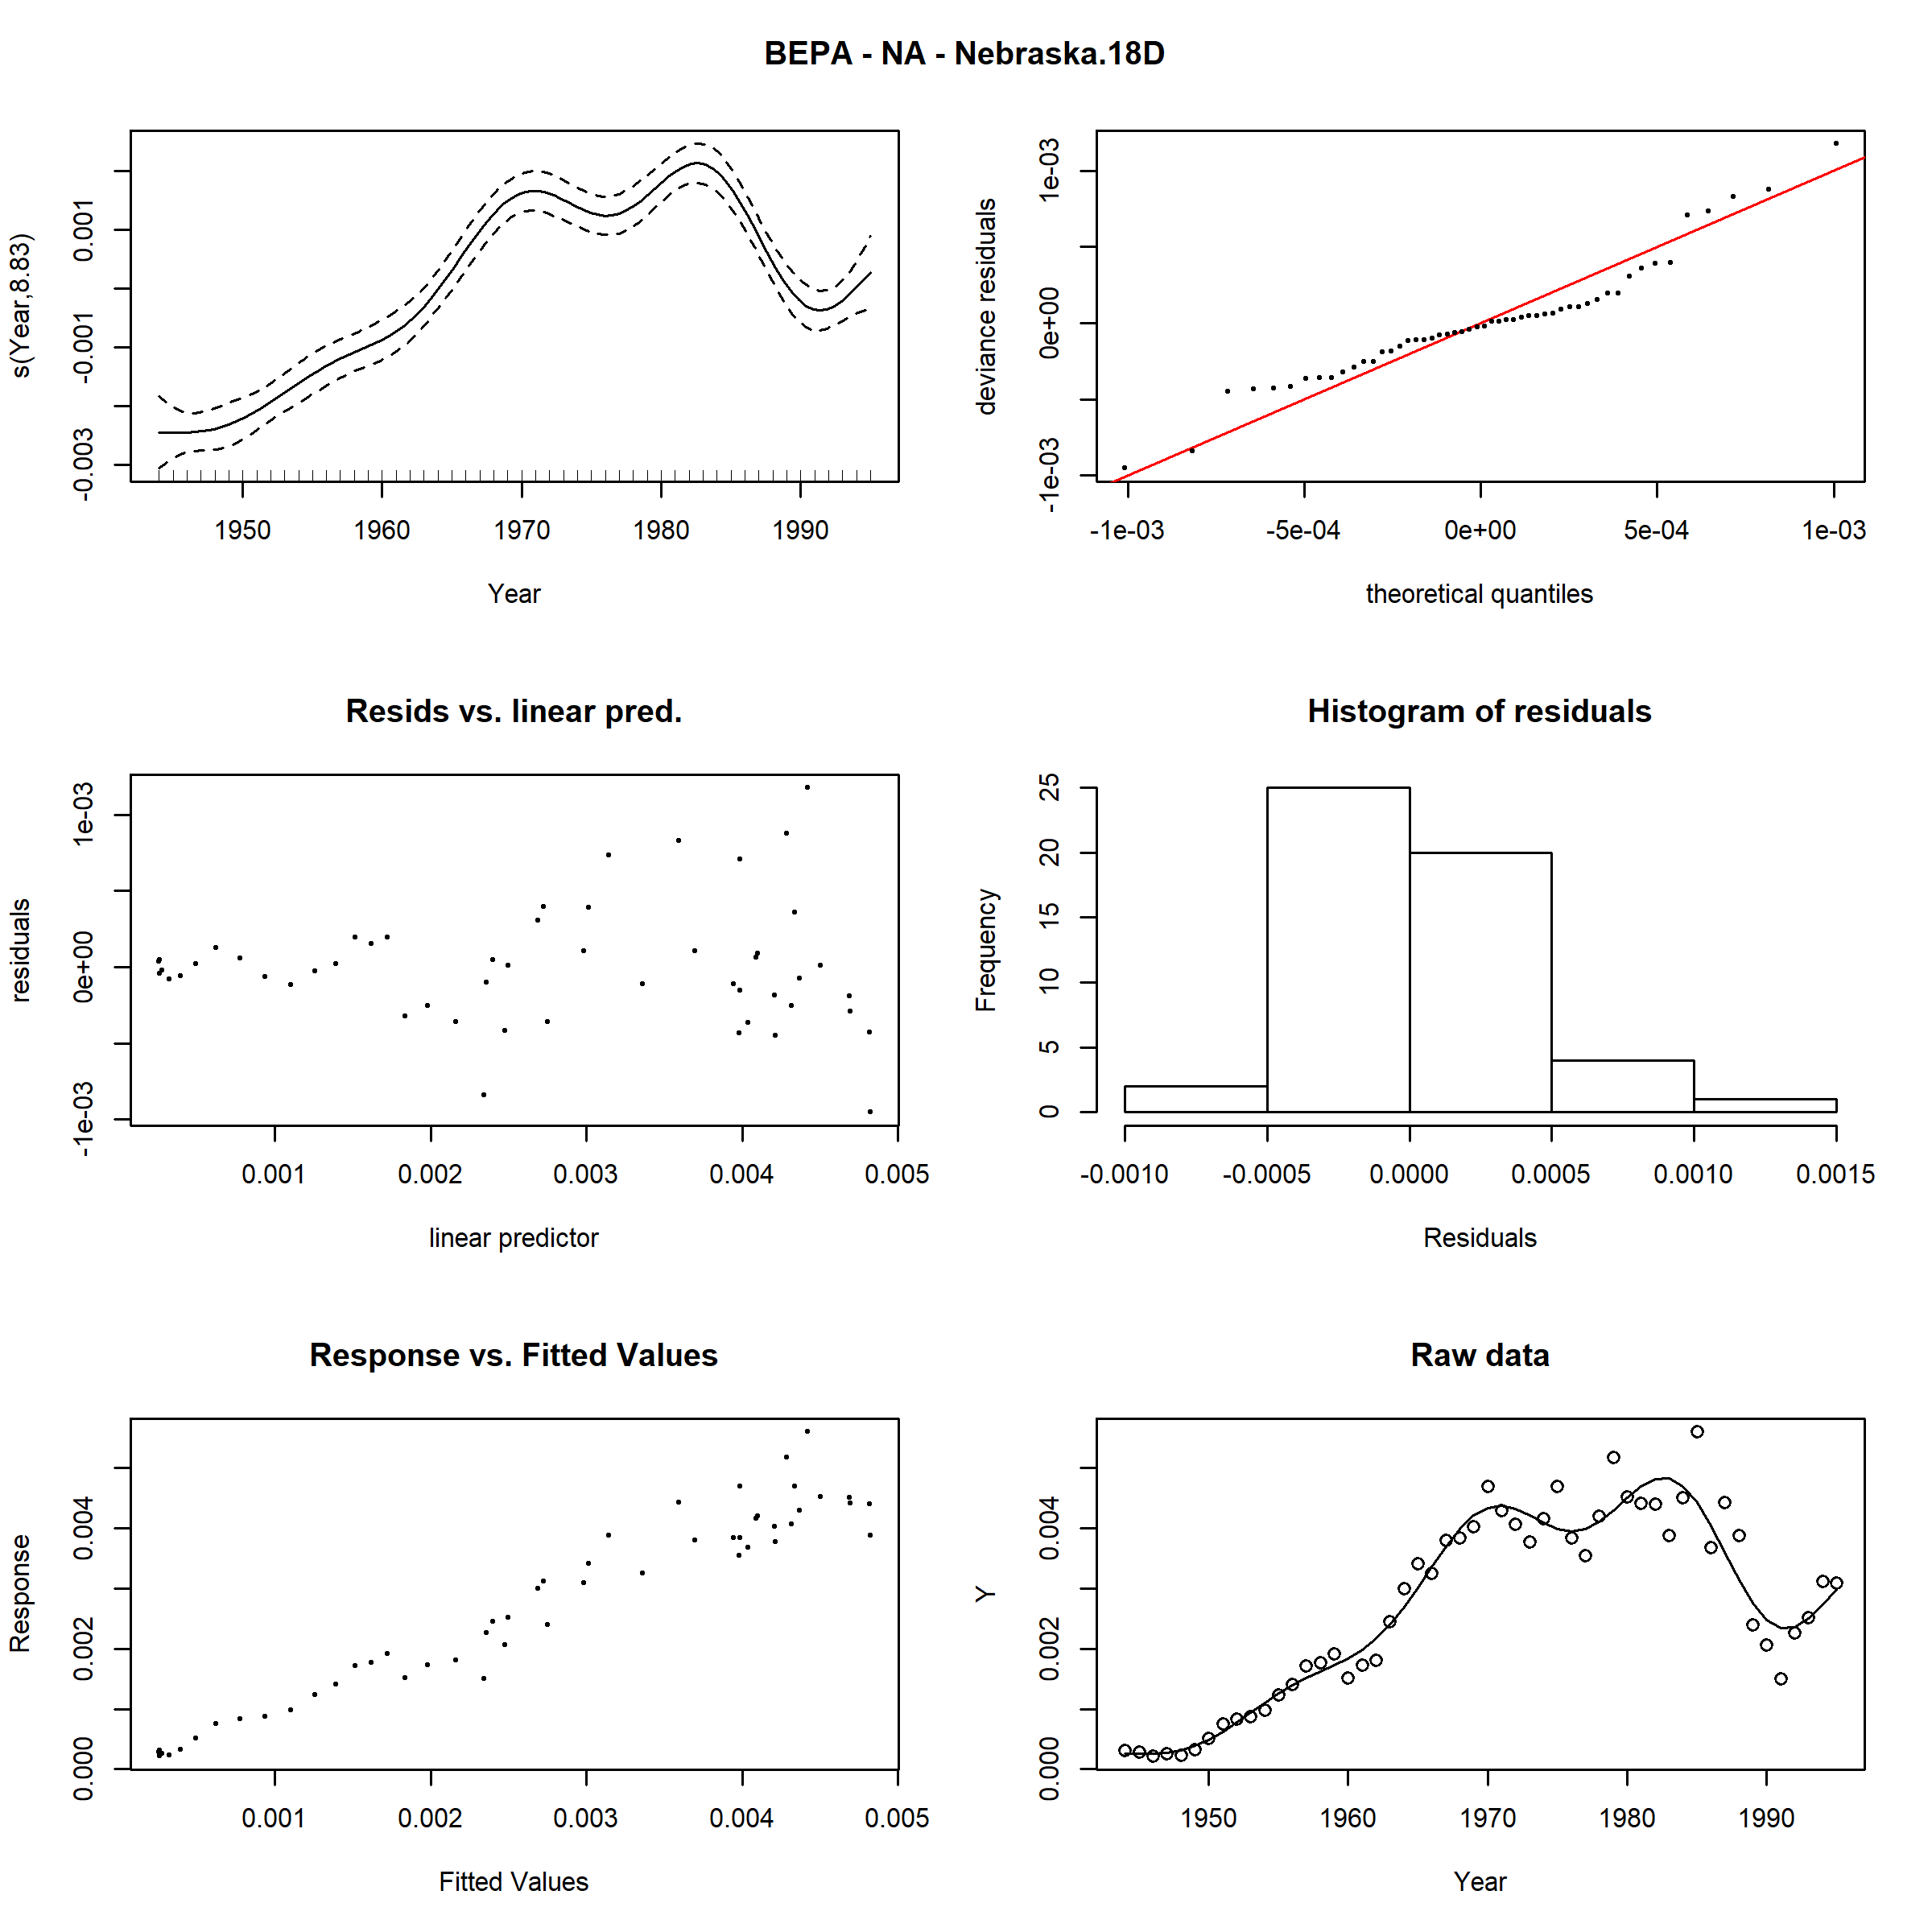 BEPA - NA - Nebraska.18D
s(Year,8.83)
-0.003 -0.001 0.001
1950 1960 1970 1980 1990
Year
deviance residuals
-1e-03 0e+00 1e-03
-1e-03 -5e-04 0e+00 5e-04 1e-03
theoretical quantiles
Resids vs. linear pred.
residuals
-1e-03 0e+00 1e-03
0.001 0.002 0.003 0.004 0.005
linear predictor
Histogram of residuals
Frequency
0 5 10 15 20 25
-0.0010 -0.0005 0.0000 0.0005 0.0010 0.0015
Residuals
Response vs. Fitted Values
Response
0.000 0.002 0.004
0.001 0.002 0.003 0.004 0.005
Fitted Values
Raw data
Y
0.000 0.002 0.004
1950 1960 1970 1980 1990
Year